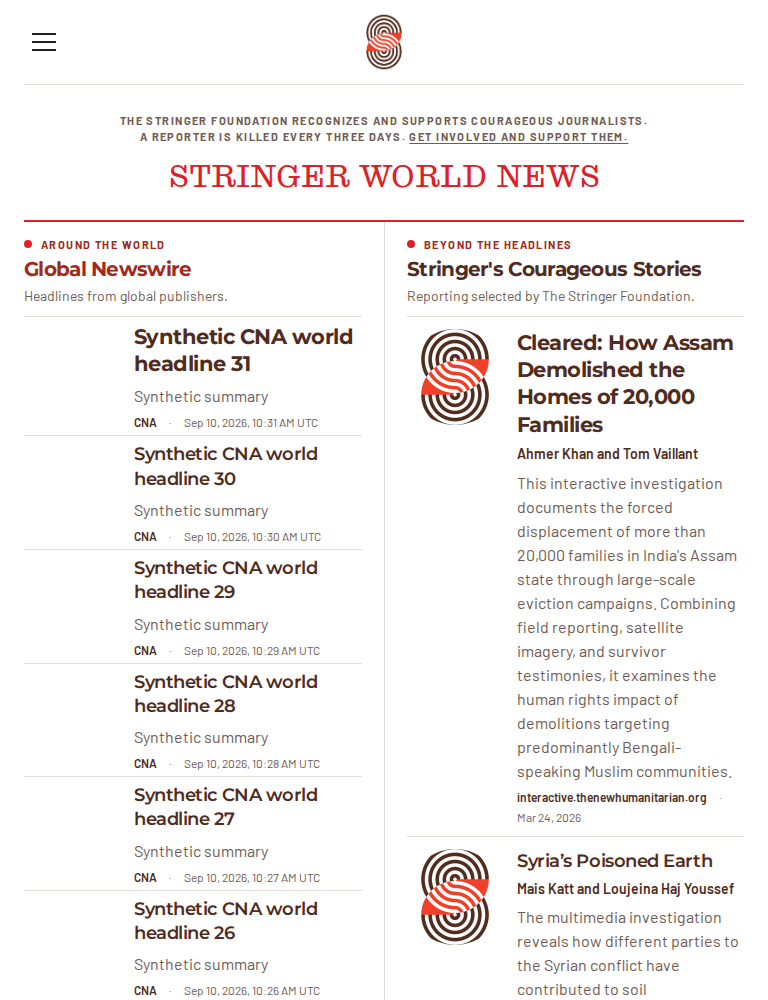 THE STRINGER FOUNDATION RECOGNIZES AND SUPPORTS COURAGEOUS JOURNALISTS.
A REPORTER IS KILLED EVERY THREE DAYS. GET INVOLVED AND SUPPORT THEM.
STRINGER WORLD NEWS
AROUND THE WORLD
Global Newswire
Headlines from global publishers.
Synthetic CNA world
headline 31
Synthetic summary
CNA · Sep 10, 2026, 10:31 AM UTC
Synthetic CNA world
headline 30
Synthetic summary
CNA · Sep 10, 2026, 10:30 AM UTC
Synthetic CNA world
headline 29
Synthetic summary
CNA · Sep 10, 2026, 10:29 AM UTC
Synthetic CNA world
headline 28
Synthetic summary
CNA · Sep 10, 2026, 10:28 AM UTC
Synthetic CNA world
headline 27
Synthetic summary
CNA · Sep 10, 2026, 10:27 AM UTC
Synthetic CNA world
headline 26
Synthetic summary
CNA · Sep 10, 2026, 10:26 AM UTC
BEYOND THE HEADLINES
Stringer's Courageous Stories
Reporting selected by The Stringer Foundation.
Cleared: How Assam
Demolished the
Homes of 20,000
Families
Ahmer Khan and Tom Vaillant
This interactive investigation
documents the forced
displacement of more than
20,000 families in India's Assam
state through large-scale
eviction campaigns. Combining
field reporting, satellite
imagery, and survivor
testimonies, it examines the
human rights impact of
demolitions targeting
predominantly Bengali-
speaking Muslim communities.
interactive.thenewhumanitarian.org ·
Mar 24, 2026
Syria’s Poisoned Earth
Mais Katt and Loujeina Haj Youssef
The multimedia investigation
reveals how different parties to
the Syrian conflict have
contributed to soil